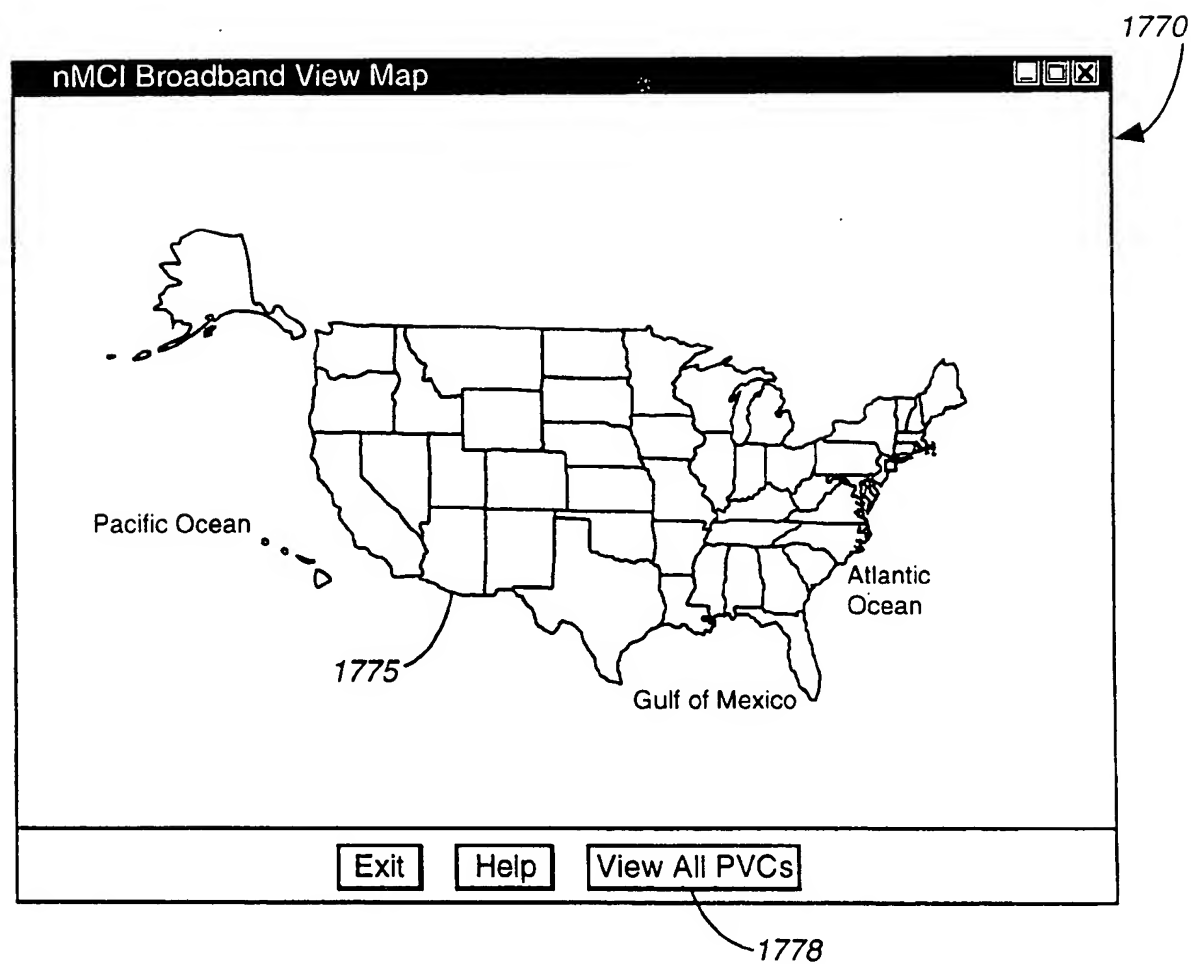 1770
nMCI Broadband View Map
Pacific Ocean
Atlantic
Ocean
1775
Gulf of Mexico
Exit
Help
View All PVCs
1778